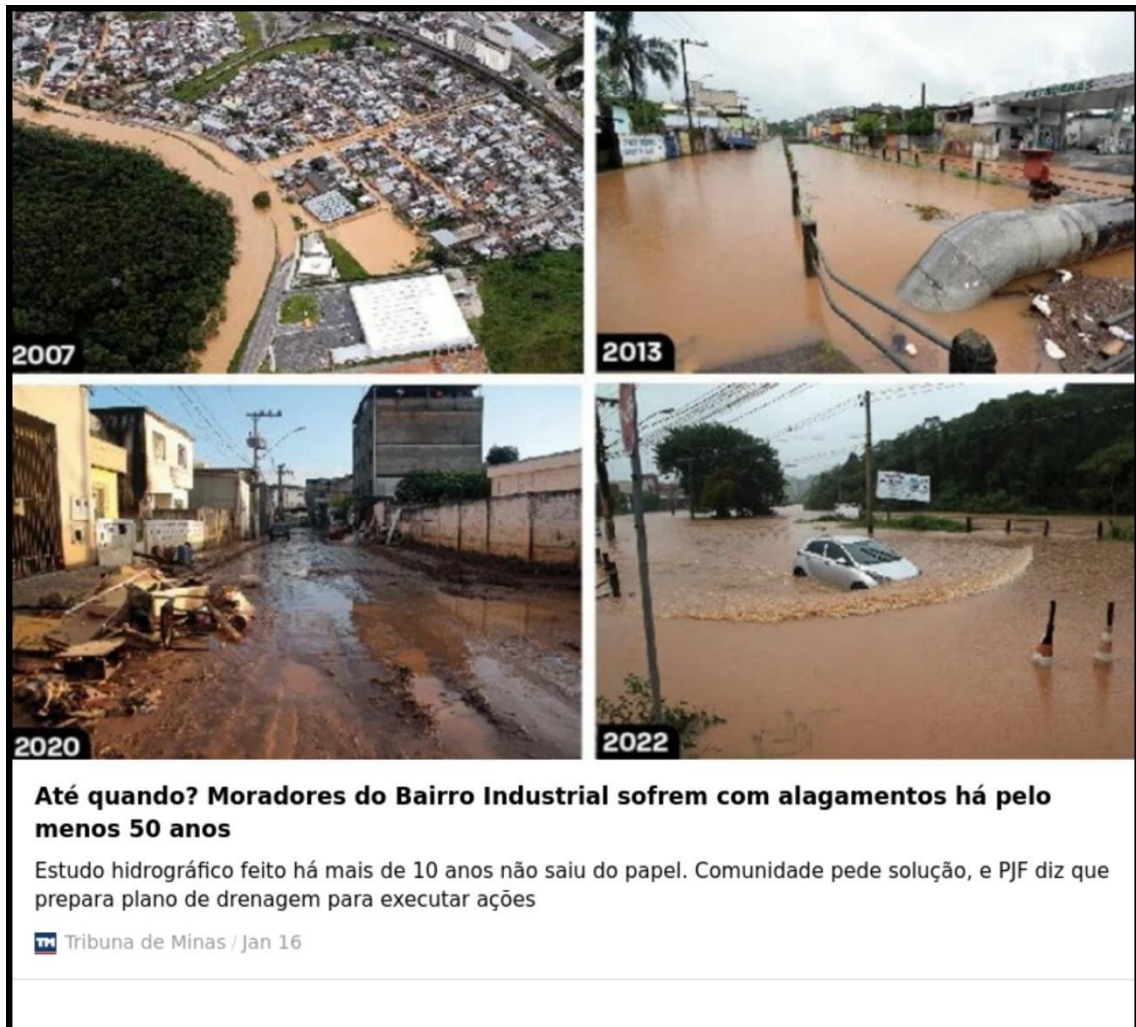 2007
PETROBRAS
2013
2020
2022
Até quando? Moradores do Bairro Industrial sofrem com alagamentos há pelo
menos 50 anos
Estudo hidrográfico feito há mais de 10 anos não saiu do papel. Comunidade pede solução, e PJF diz que
prepara plano de drenagem para executar ações
TM Tribuna de Minas / Jan 16